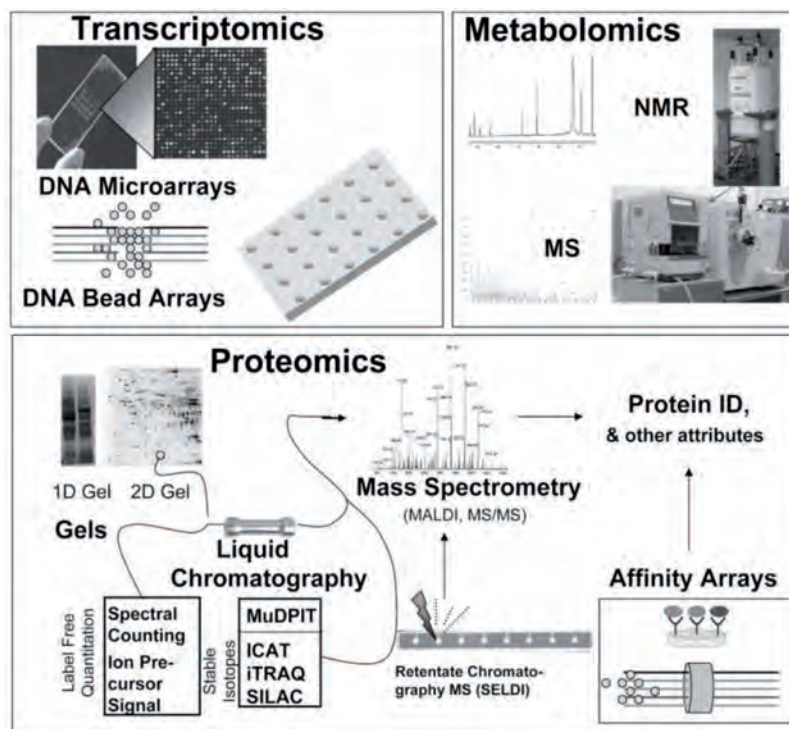 Transcriptomics
DNA Microarrays
DNA Bead Arrays
Metabolomics
NMR
MS
Proteomics
1D Gel
2D Gel
Gels
Liquid
Chromatography
Label Free
Quantitation
Spectral
Counting
Ion Pre-
cursor
Signal
Stable
Isotopes
MuDPIT
ICAT
iTRAQ
SILAC
Mass Spectrometry
(MALDI, MS/MS)
Retentate Chromato-
graphy MS (SELDI)
Protein ID,
& other attributes
Affinity Arrays